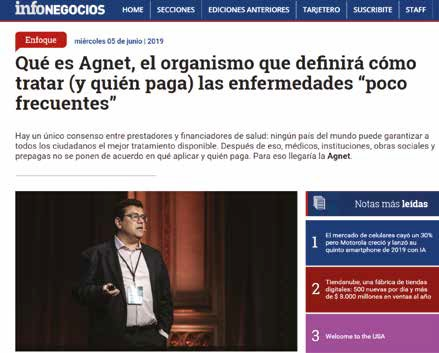 infoNEGOCIOS
HOME SECCIONES EDICIONES ANTERIORES TARJETERO SUSCRIBITE STAFF
Enfoque
miércoles 05 de junio | 2019
Qué es Agnet, el organismo que definirá cómo
tratar (y quién paga) las enfermedades “poco
frecuentes”
Hay un único consenso entre prestadores y financiadores de salud: ningún país del mundo puede garantizar a
todos los ciudadanos el mejor tratamiento disponible. Después de eso, médicos, instituciones, obras sociales y
prepagas no se ponen de acuerdo en qué aplicar y quién paga. Para eso llegaría la Agnet.
Notas más leídas
1
El mercado de celulares cayó un 30%
pero Motorola creció y lanzó su
quinto smartphone de 2019 con IA
2
Tiendanube, una fábrica de tiendas
digitales: 500 nuevas por día y más
de $ 8.000 millones en ventas al año
3
Welcome to the USA